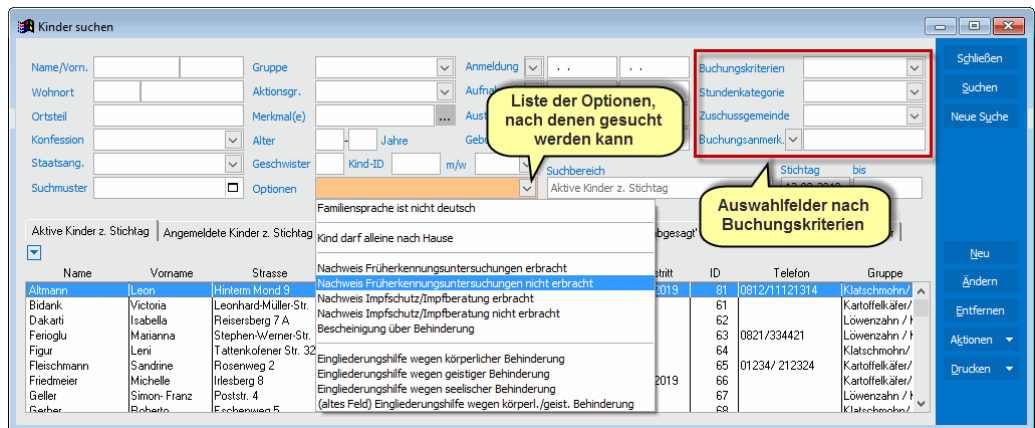 Kinder suchen
Name/Vorn. Gruppe Anmeldung . . . . Buchungskriterien Schließen
Wohnort Aktionsgr. Stundenkategorie Suchen
Ortsteil Merkmal(e) ... Zuschussgemeinde Neue Suche
Konfession Alter - Jahre Buchungsanmerk.
Staatsang. Geschwister Kind-ID m/w Suchbereich Stichtag bis
Suchmuster Optionen Aktive Kinder z. Stichtag
Liste der Optionen,
nach denen gesucht
werden kann
Auswahlfelder nach
Buchungskriterien
Familiensprache ist nicht deutsch
Kind darf alleine nach Hause
Nachweis Früherkennungsuntersuchungen erbracht
Nachweis Früherkennungsuntersuchungen nicht erbracht
Nachweis Impfschutz/Impfberatung erbracht
Nachweis Impfschutz/Impfberatung nicht erbracht
Bescheinigung über Behinderung
Eingliederungshilfe wegen körperlicher Behinderung
Eingliederungshilfe wegen geistiger Behinderung
Eingliederungshilfe wegen seelischer Behinderung
(altes Feld) Eingliederungshilfe wegen körperl./geist. Behinderung
Aktive Kinder z. Stichtag Angemeldete Kinder z. Stichtag
Name Vorname Strasse ID Telefon Gruppe
Altmann Leon Hinterm Mond 9 2019 81 0812/11121314 Klatschmohn/
Bidank Victoria Leonhard-Müller-Str. 61 Kartoffelkäfer/
Dakarti Isabella Reisersberg 7 A 62 Löwenzahn /
Ferioglu Marianna Stephen-Werner-Str. 63 0821/334421 Löwenzahn /
Figur Leni Tattenkofener Str. 32 64 Klatschmohn/
Fleischmann Sandrine Rosenweg 2 65 01234/ 212324 Kartoffelkäfer/
Friedmeier Michelle Irlesberg 8 2019 66 Kartoffelkäfer/
Geller Simon- Franz Poststr. 4 67 Löwenzahn /
Gerber Roberto Eschenweg 5 68 Klatschmohn/
Neu
Ändern
Entfernen
Aktionen
Drucken